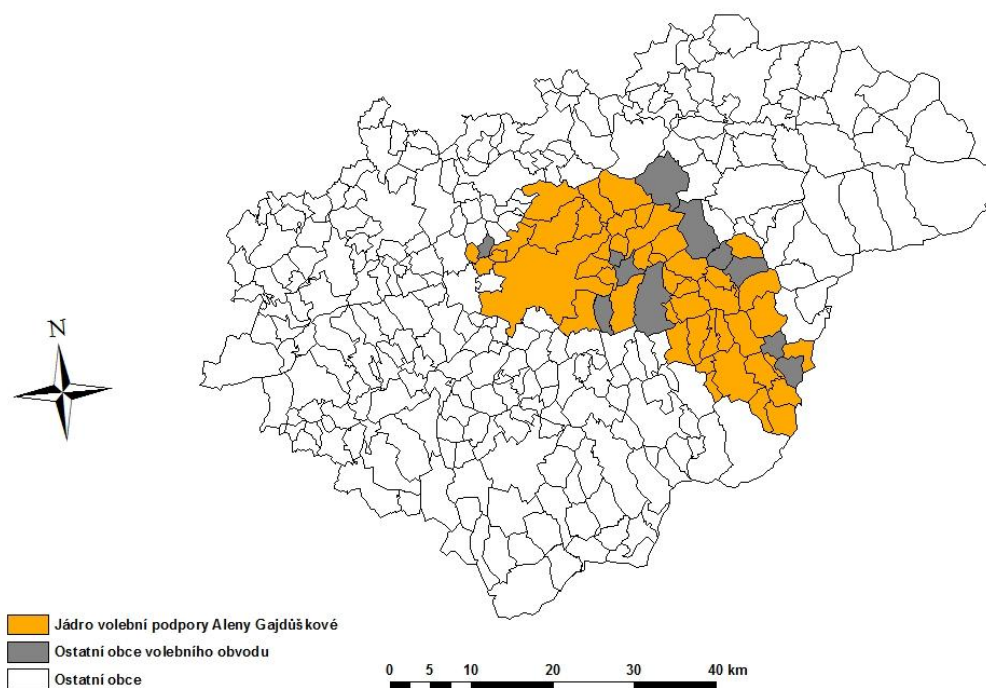 N
Jádro volební podpory Aleny Gajdůškové
Ostatní obce volebního obvodu
Ostatní obce
0 5 10 20 30 40 km